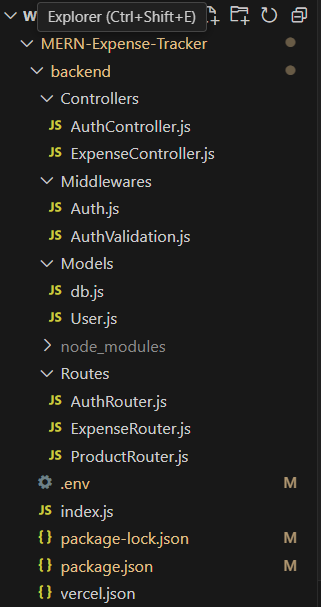 W
Explorer (Ctrl+Shift+E)
MERN-Expense-Tracker
backend
Controllers
JS AuthController.js
JS ExpenseController.js
Middlewares
JS Auth.js
JS AuthValidation.js
Models
JS db.js
JS User.js
node_modules
Routes
JS AuthRouter.js
JS ExpenseRouter.js
JS ProductRouter.js
.env M
JS index.js
{} package-lock.json M
{} package.json M
{} vercel.json